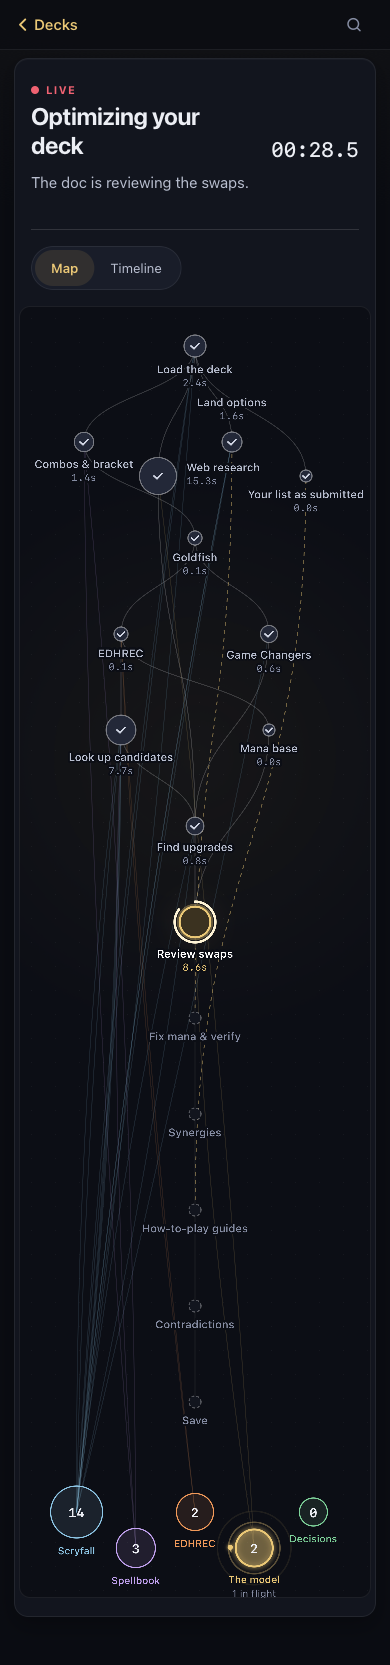 Decks
LIVE
Optimizing your
deck
00:28.5
The doc is reviewing the swaps.
Map
Timeline
Load the deck
2.4s
Land options
1.6s
Combos & bracket
1.4s
Web research
15.3s
Your list as submitted
0.0s
Goldfish
0.1s
EDHREC
0.1s
Game Changers
0.6s
Look up candidates
7.7s
Mana base
0.0s
Find upgrades
0.8s
Review swaps
8.6s
Fix mana & verify
Synergies
How-to-play guides
Contradictions
Save
14
Scryfall
3
Spellbook
2
EDHREC
2
The model
1 in flight
0
Decisions